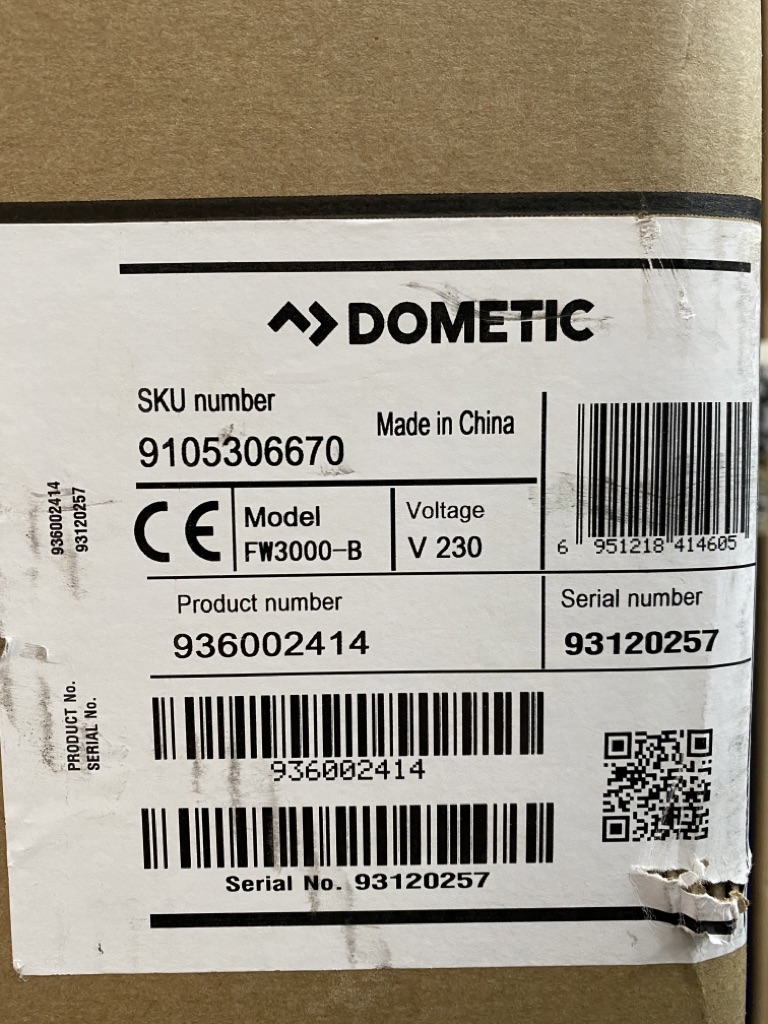 DOMETIC
SKU number
9105306670
Made in China
CE
Model
FW3000-B
Voltage
V 230
6 951218 414605
Product number
936002414
Serial number
93120257
936002414
93120257
PRODUCT No.
SERIAL No.
936002414
Serial No. 93120257